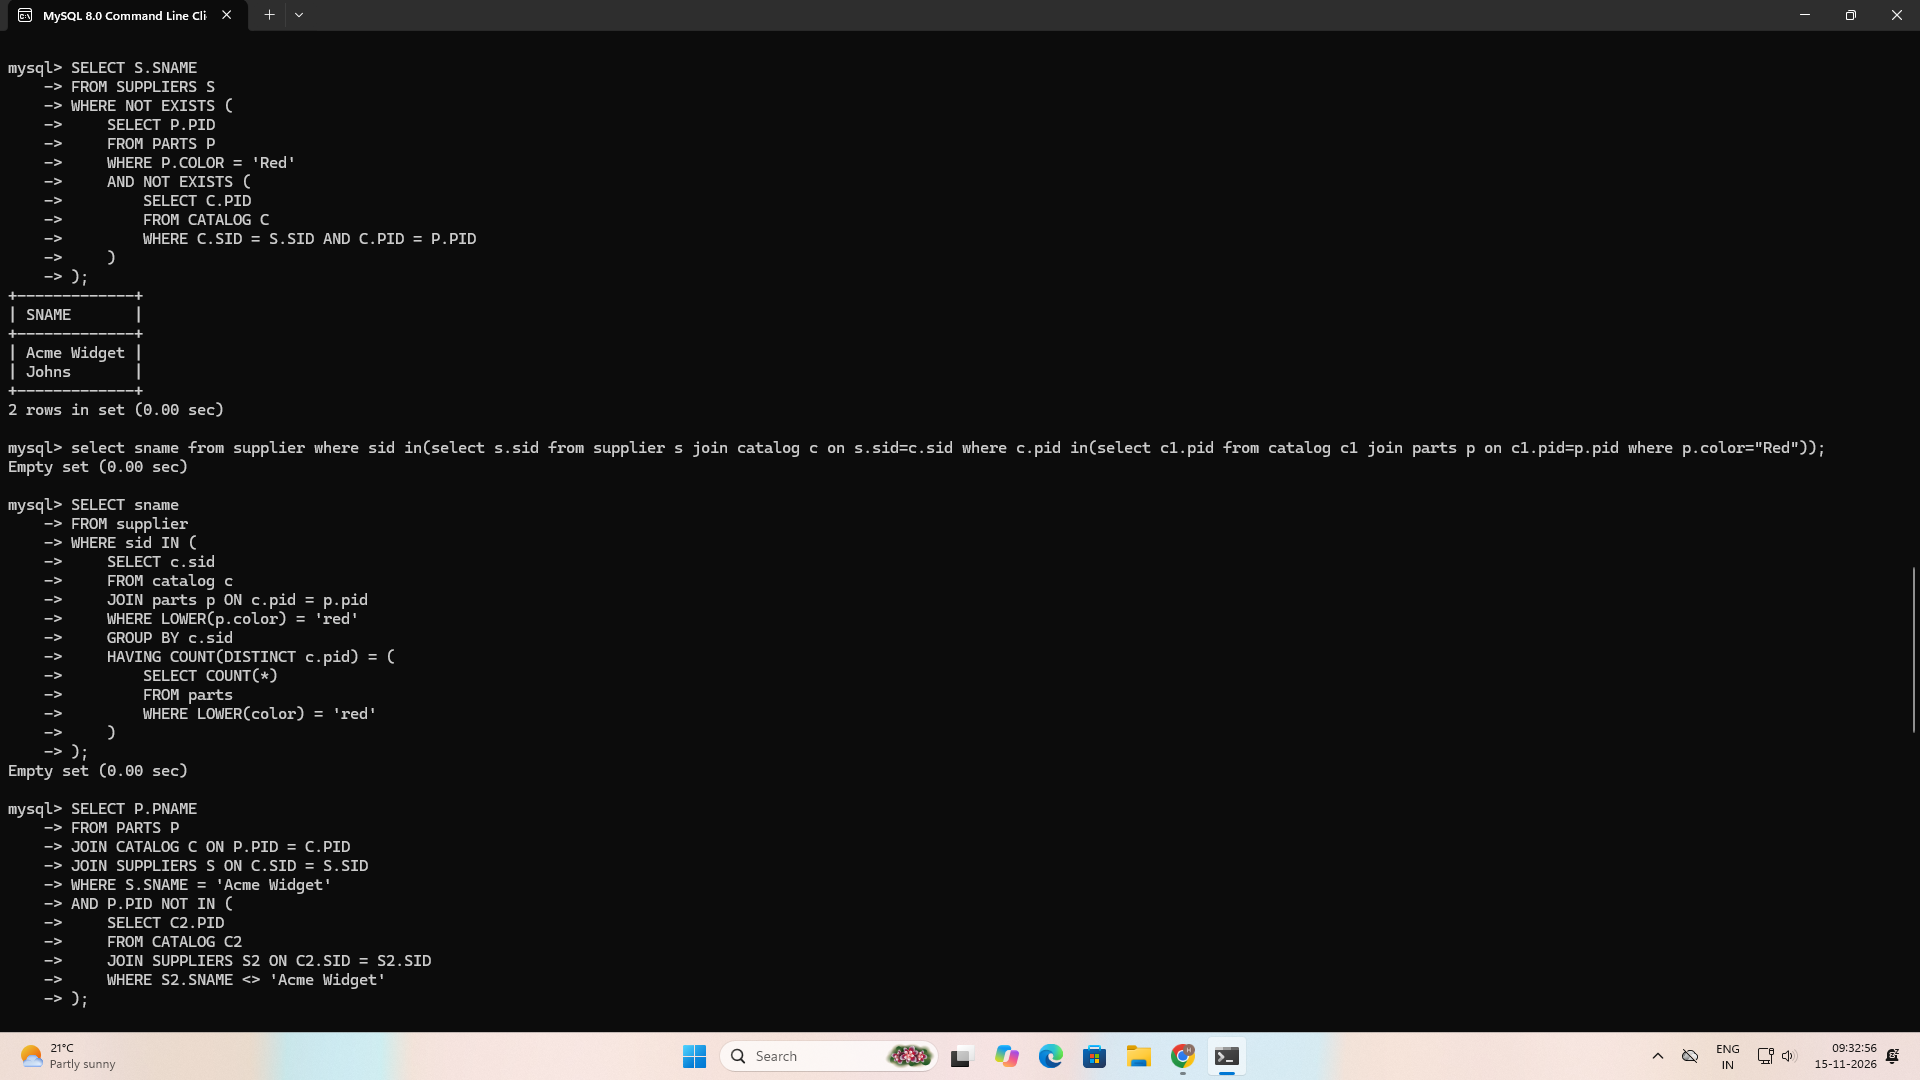 MySQL 8.0 Command Line Cli
mysql> SELECT S.SNAME
    -> FROM SUPPLIERS S
    -> WHERE NOT EXISTS (
    ->     SELECT P.PID
    ->     FROM PARTS P
    ->     WHERE P.COLOR = 'Red'
    ->     AND NOT EXISTS (
    ->         SELECT C.PID
    ->         FROM CATALOG C
    ->         WHERE C.SID = S.SID AND C.PID = P.PID
    ->     )
    -> );
+-------------+
| SNAME       |
+-------------+
| Acme Widget |
| Johns       |
+-------------+
2 rows in set (0.00 sec)
mysql> select sname from supplier where sid in(select s.sid from supplier s join catalog c on s.sid=c.sid where c.pid in(select c1.pid from catalog c1 join parts p on c1.pid=p.pid where p.color="Red"));
Empty set (0.00 sec)
mysql> SELECT sname
    -> FROM supplier
    -> WHERE sid IN (
    ->     SELECT c.sid
    ->     FROM catalog c
    ->     JOIN parts p ON c.pid = p.pid
    ->     WHERE LOWER(p.color) = 'red'
    ->     GROUP BY c.sid
    ->     HAVING COUNT(DISTINCT c.pid) = (
    ->         SELECT COUNT(*)
    ->         FROM parts
    ->         WHERE LOWER(color) = 'red'
    ->     )
    -> );
Empty set (0.00 sec)
mysql> SELECT P.PNAME
    -> FROM PARTS P
    -> JOIN CATALOG C ON P.PID = C.PID
    -> JOIN SUPPLIERS S ON C.SID = S.SID
    -> WHERE S.SNAME = 'Acme Widget'
    -> AND P.PID NOT IN (
    ->     SELECT C2.PID
    ->     FROM CATALOG C2
    ->     JOIN SUPPLIERS S2 ON C2.SID = S2.SID
    ->     WHERE S2.SNAME <> 'Acme Widget'
    -> );
21°C
Partly sunny
Search
ENG
IN
09:32:56
15-11-2026